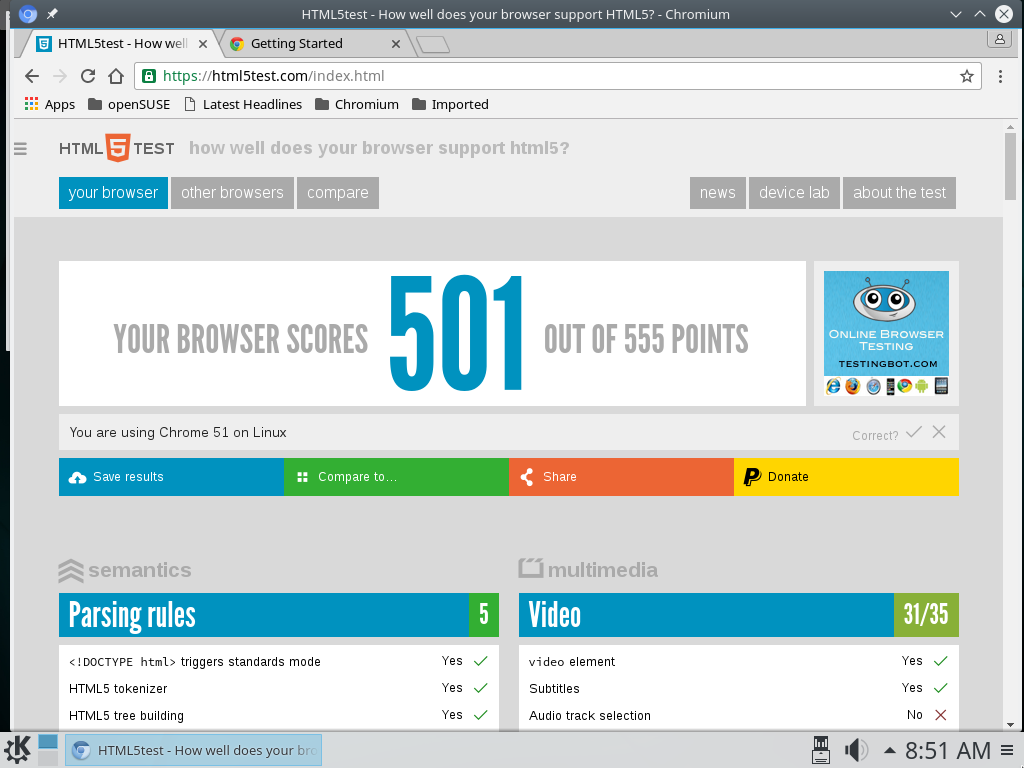 HTML5test - How well does your browser support HTML5? - Chromium
HTML5test - How well
Getting Started
https://html5test.com/index.html
Apps openSUSE Latest Headlines Chromium Imported
HTML 5 TEST how well does your browser support html5?
your browser other browsers compare news device lab about the test
YOUR BROWSER SCORES 501 OUT OF 555 POINTS
ONLINE BROWSER
TESTING
TESTINGBOT.COM
You are using Chrome 51 on Linux
Correct?
Save results Compare to... Share Donate
semantics
Parsing rules 5
<!DOCTYPE html> triggers standards mode Yes
HTML5 tokenizer Yes
HTML5 tree building Yes
multimedia
Video 31/35
video element Yes
Subtitles Yes
Audio track selection No
HTML5test - How well does your bro
8:51 AM